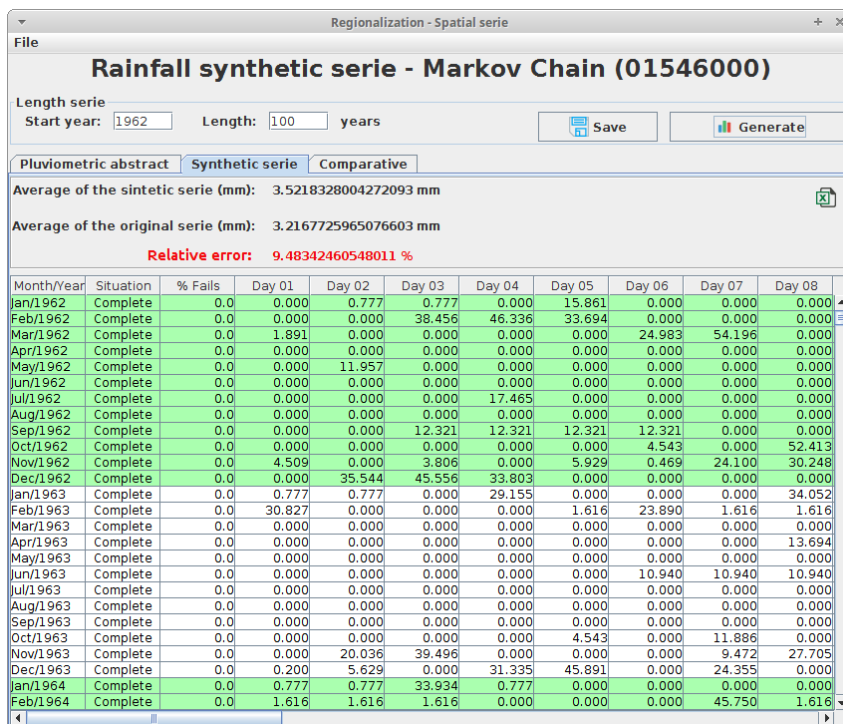 Regionalization - Spatial serie
File
Rainfall synthetic serie - Markov Chain (01546000)
Length serie
Start year: 1962 Length: 100 years Save Generate
Pluviometric abstract Synthetic serie Comparative
Average of the sintetic serie (mm): 3.5218328004272093 mm
Average of the original serie (mm): 3.2167725965076603 mm
Relative error: 9.48342460548011 %
Month/Year Situation % Fails Day 01 Day 02 Day 03 Day 04 Day 05 Day 06 Day 07 Day 08
Jan/1962 Complete 0.0 0.000 0.777 0.777 0.000 15.861 0.000 0.000 0.000
Feb/1962 Complete 0.0 0.000 0.000 38.456 46.336 33.694 0.000 0.000 0.000
Mar/1962 Complete 0.0 1.891 0.000 0.000 0.000 0.000 24.983 54.196 0.000
Apr/1962 Complete 0.0 0.000 0.000 0.000 0.000 0.000 0.000 0.000 0.000
May/1962 Complete 0.0 0.000 11.957 0.000 0.000 0.000 0.000 0.000 0.000
Jun/1962 Complete 0.0 0.000 0.000 0.000 0.000 0.000 0.000 0.000 0.000
Jul/1962 Complete 0.0 0.000 0.000 0.000 17.465 0.000 0.000 0.000 0.000
Aug/1962 Complete 0.0 0.000 0.000 0.000 0.000 0.000 0.000 0.000 0.000
Sep/1962 Complete 0.0 0.000 0.000 12.321 12.321 12.321 12.321 0.000 0.000
Oct/1962 Complete 0.0 0.000 0.000 0.000 0.000 0.000 4.543 0.000 52.413
Nov/1962 Complete 0.0 4.509 0.000 3.806 0.000 5.929 0.469 24.100 30.248
Dec/1962 Complete 0.0 0.000 35.544 45.556 33.803 0.000 0.000 0.000 0.000
Jan/1963 Complete 0.0 0.777 0.777 0.000 29.155 0.000 0.000 0.000 34.052
Feb/1963 Complete 0.0 30.827 0.000 0.000 0.000 1.616 23.890 1.616 1.616
Mar/1963 Complete 0.0 0.000 0.000 0.000 0.000 0.000 0.000 0.000 0.000
Apr/1963 Complete 0.0 0.000 0.000 0.000 0.000 0.000 0.000 0.000 13.694
May/1963 Complete 0.0 0.000 0.000 0.000 0.000 0.000 0.000 0.000 0.000
Jun/1963 Complete 0.0 0.000 0.000 0.000 0.000 0.000 10.940 10.940 10.940
Jul/1963 Complete 0.0 0.000 0.000 0.000 0.000 0.000 0.000 0.000 0.000
Aug/1963 Complete 0.0 0.000 0.000 0.000 0.000 0.000 0.000 0.000 0.000
Sep/1963 Complete 0.0 0.000 0.000 0.000 0.000 0.000 0.000 0.000 0.000
Oct/1963 Complete 0.0 0.000 0.000 0.000 0.000 4.543 0.000 11.886 0.000
Nov/1963 Complete 0.0 0.000 20.036 39.496 0.000 0.000 0.000 9.472 27.705
Dec/1963 Complete 0.0 0.200 5.629 0.000 31.335 45.891 0.000 24.355 0.000
Jan/1964 Complete 0.0 0.777 0.777 33.934 0.777 0.000 0.000 0.000 0.000
Feb/1964 Complete 0.0 1.616 1.616 1.616 0.000 0.000 0.000 45.750 1.616